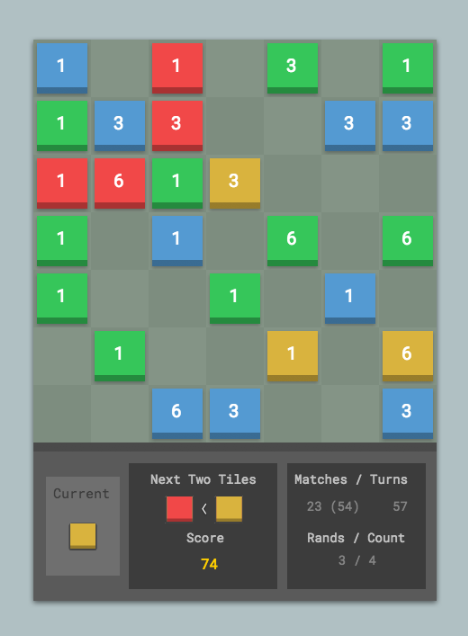 1 1 3 1
1 3 3 3 3
1 6 1 3
1 1 6 6
1 1 1
1 1 6
6 3 3
Current
Next Two Tiles
<
Score
74
Matches / Turns
23 (54) 57
Rands / Count
3 / 4